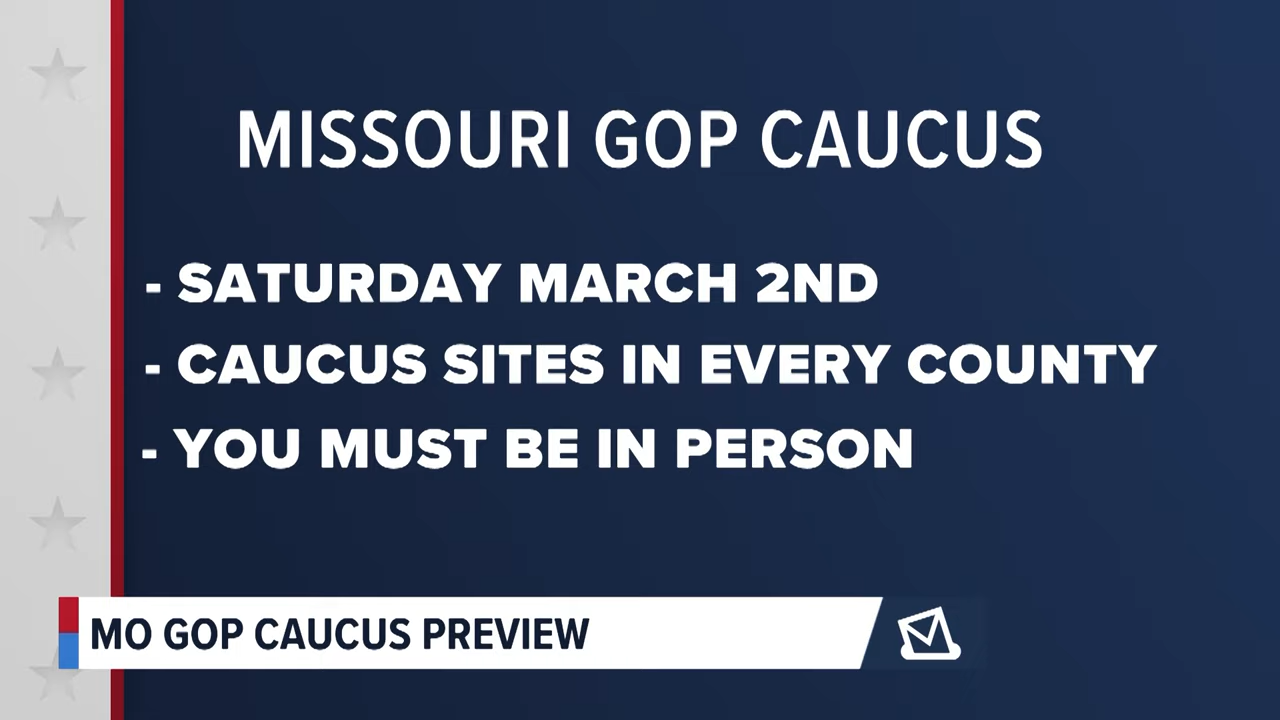 MISSOURI GOP CAUCUS
- SATURDAY MARCH 2ND
- CAUCUS SITES IN EVERY COUNTY
- YOU MUST BE IN PERSON
MO GOP CAUCUS PREVIEW